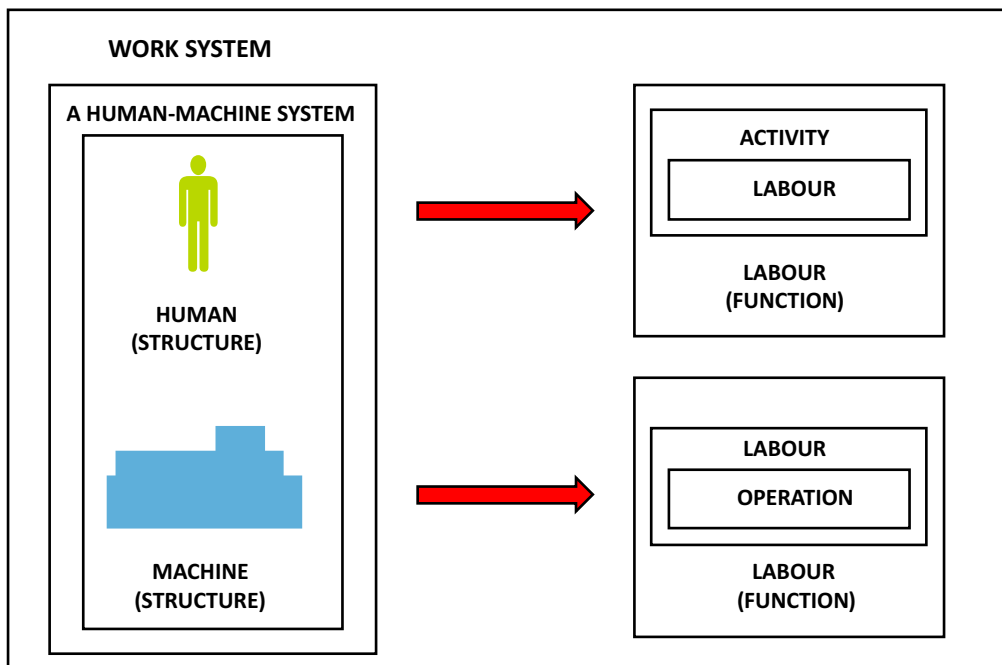 WORK SYSTEM
A HUMAN-MACHINE SYSTEM
HUMAN
(STRUCTURE)
MACHINE
(STRUCTURE)
ACTIVITY
LABOUR
LABOUR
(FUNCTION)
LABOUR
OPERATION
LABOUR
(FUNCTION)